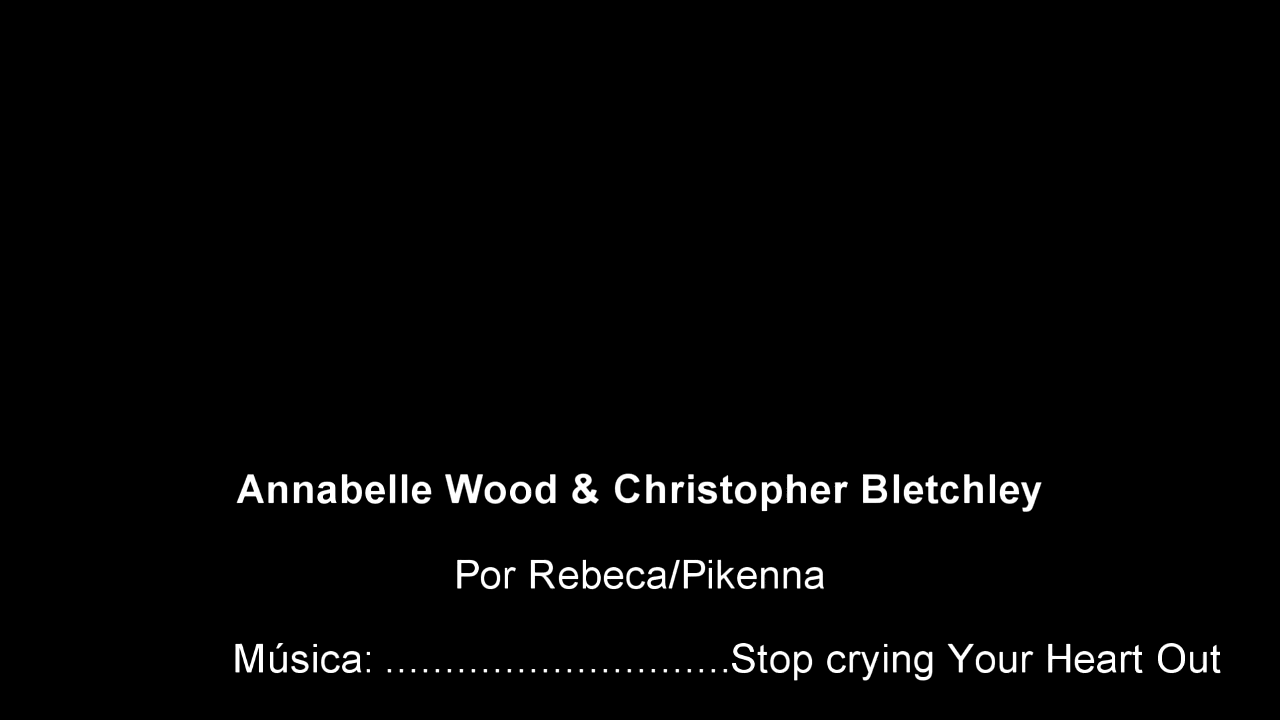 Annabelle Wood & Christopher Bletchley
Por Rebeca/Pikenna
Música: .............................Stop crying Your Heart Out